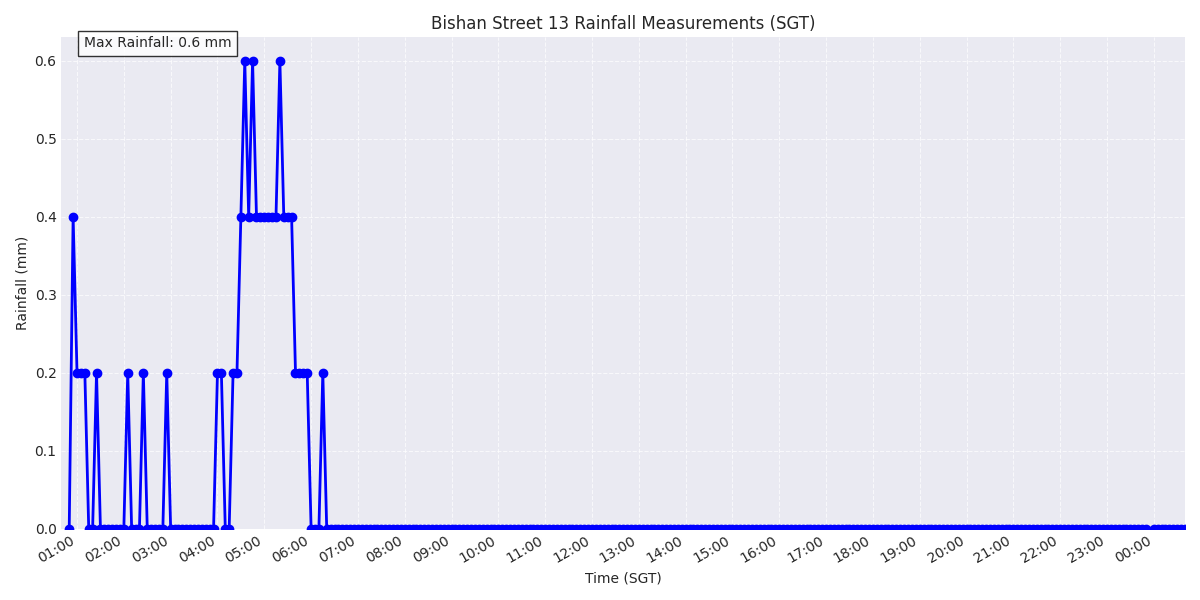 Bishan Street 13 Rainfall Measurements (SGT)
Max Rainfall: 0.6 mm
Rainfall (mm)
0.6
0.5
0.4
0.3
0.2
0.1
0.0
01:00 02:00 03:00 04:00 05:00 06:00 07:00 08:00 09:00 10:00 11:00 12:00 13:00 14:00 15:00 16:00 17:00 18:00 19:00 20:00 21:00 22:00 23:00 00:00
Time (SGT)